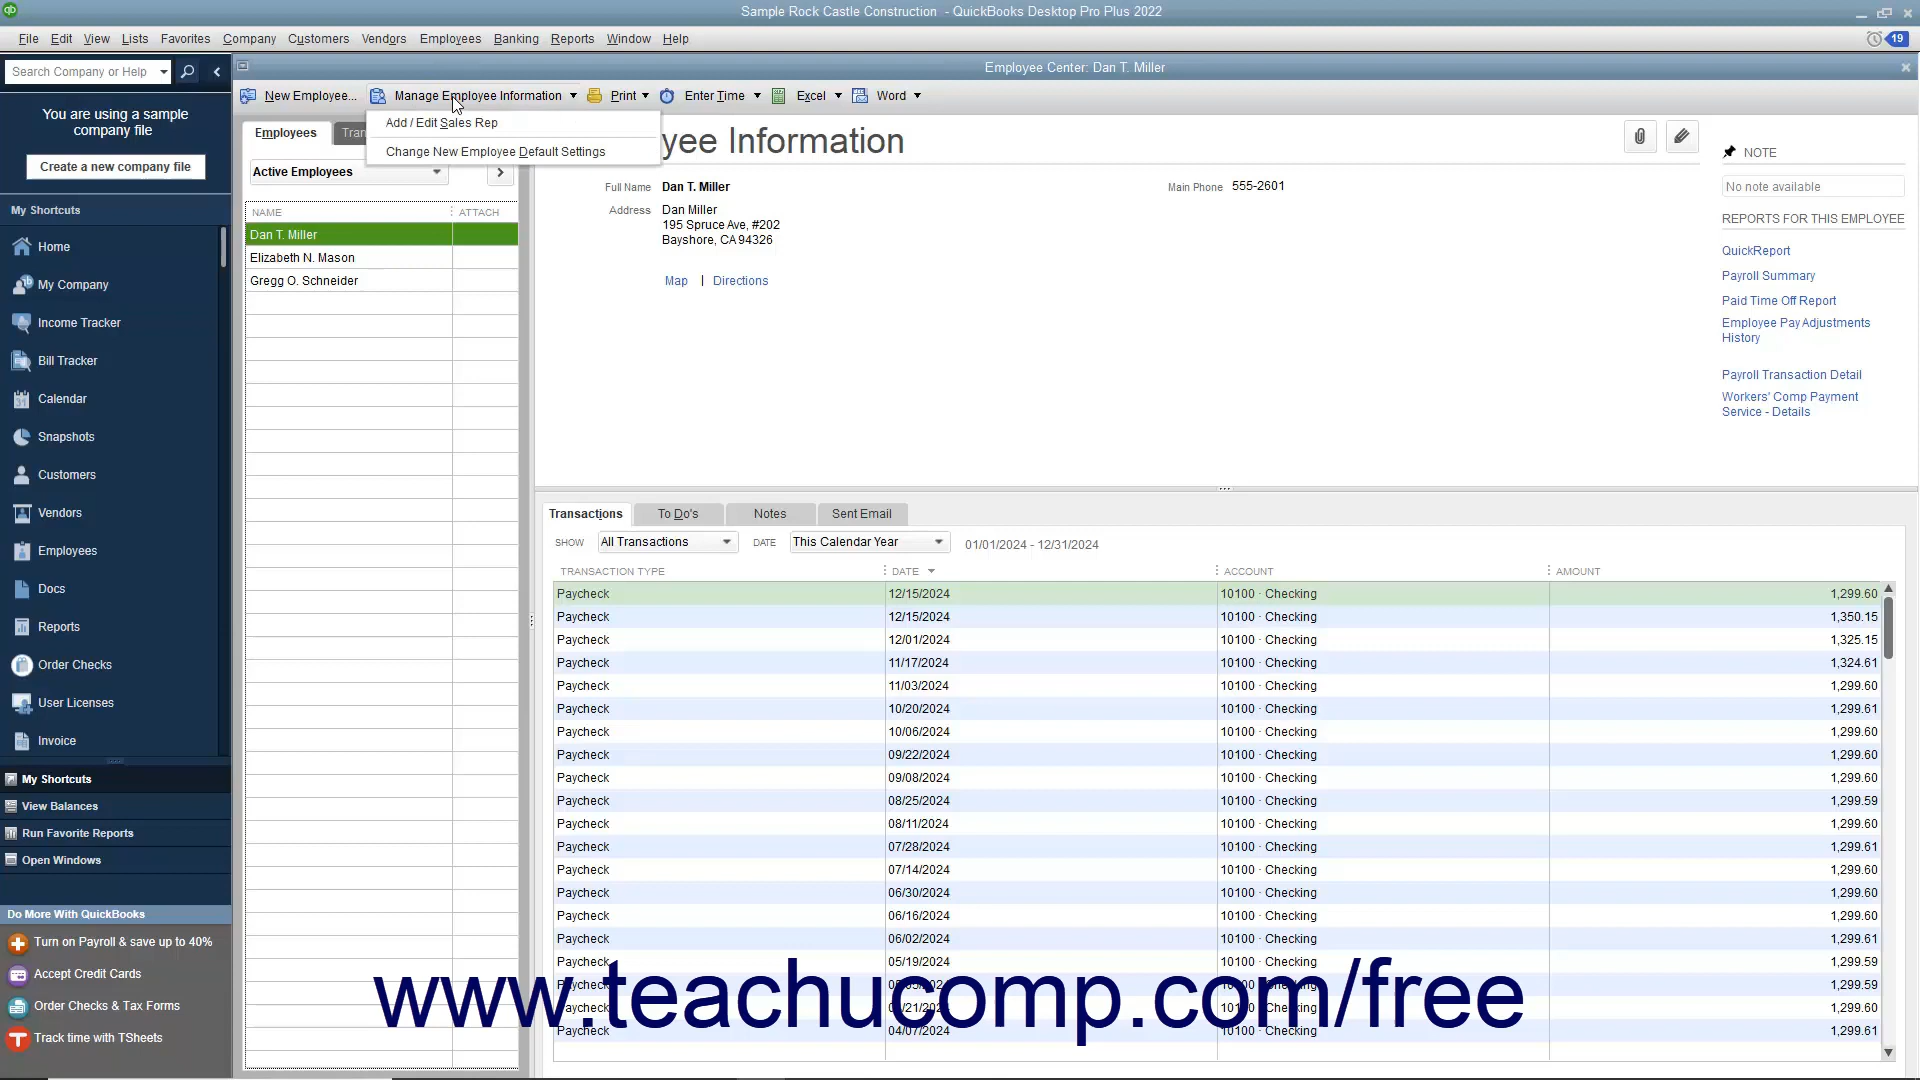 Sample Rock Castle Construction - QuickBooks Desktop Pro Plus 2022
File Edit View Lists Favorites Company Customers Vendors Employees Banking Reports Window Help
19
Search Company or Help
Employee Center: Dan T. Miller
New Employee... Manage Employee Information Print Enter Time Excel Word
You are using a sample
company file
Create a new company file
Add / Edit Sales Rep
Change New Employee Default Settings
Employees
Active Employees
NAME ATTACH
Dan T. Miller
Elizabeth N. Mason
Gregg O. Schneider
My Shortcuts
Home
My Company
Income Tracker
Bill Tracker
31 Calendar
Snapshots
Customers
Vendors
Employees
Docs
Reports
Order Checks
User Licenses
Invoice
My Shortcuts
View Balances
Run Favorite Reports
Open Windows
Do More With QuickBooks
Turn on Payroll & save up to 40%
Accept Credit Cards
Order Checks & Tax Forms
Track time with TSheets
yee Information
Full Name Dan T. Miller
Main Phone 555-2601
Address Dan Miller
195 Spruce Ave, #202
Bayshore, CA 94326
Map | Directions
NOTE
No note available
REPORTS FOR THIS EMPLOYEE
QuickReport
Payroll Summary
Paid Time Off Report
Employee Pay Adjustments
History
Payroll Transaction Detail
Workers' Comp Payment
Service - Details
Transactions To Do's Notes Sent Email
SHOW All Transactions DATE This Calendar Year 01/01/2024 - 12/31/2024
TRANSACTION TYPE DATE ACCOUNT AMOUNT
Paycheck 12/15/2024 10100 · Checking 1,299.60
Paycheck 12/15/2024 10100 · Checking 1,350.15
Paycheck 12/01/2024 10100 · Checking 1,325.15
Paycheck 11/17/2024 10100 · Checking 1,324.61
Paycheck 11/03/2024 10100 · Checking 1,299.60
Paycheck 10/20/2024 10100 · Checking 1,299.61
Paycheck 10/06/2024 10100 · Checking 1,299.60
Paycheck 09/22/2024 10100 · Checking 1,299.60
Paycheck 09/08/2024 10100 · Checking 1,299.60
Paycheck 08/25/2024 10100 · Checking 1,299.59
Paycheck 08/11/2024 10100 · Checking 1,299.60
Paycheck 07/28/2024 10100 · Checking 1,299.61
Paycheck 07/14/2024 10100 · Checking 1,299.60
Paycheck 06/30/2024 10100 · Checking 1,299.60
Paycheck 06/16/2024 10100 · Checking 1,299.60
Paycheck 06/02/2024 10100 · Checking 1,299.61
Paycheck 05/19/2024 10100 · Checking 1,299.59
Paycheck 10100 · Checking 1,299.59
Paycheck 10100 · Checking 1,299.60
Paycheck 04/07/2024 10100 · Checking 1,299.61
www.teachucomp.com/free